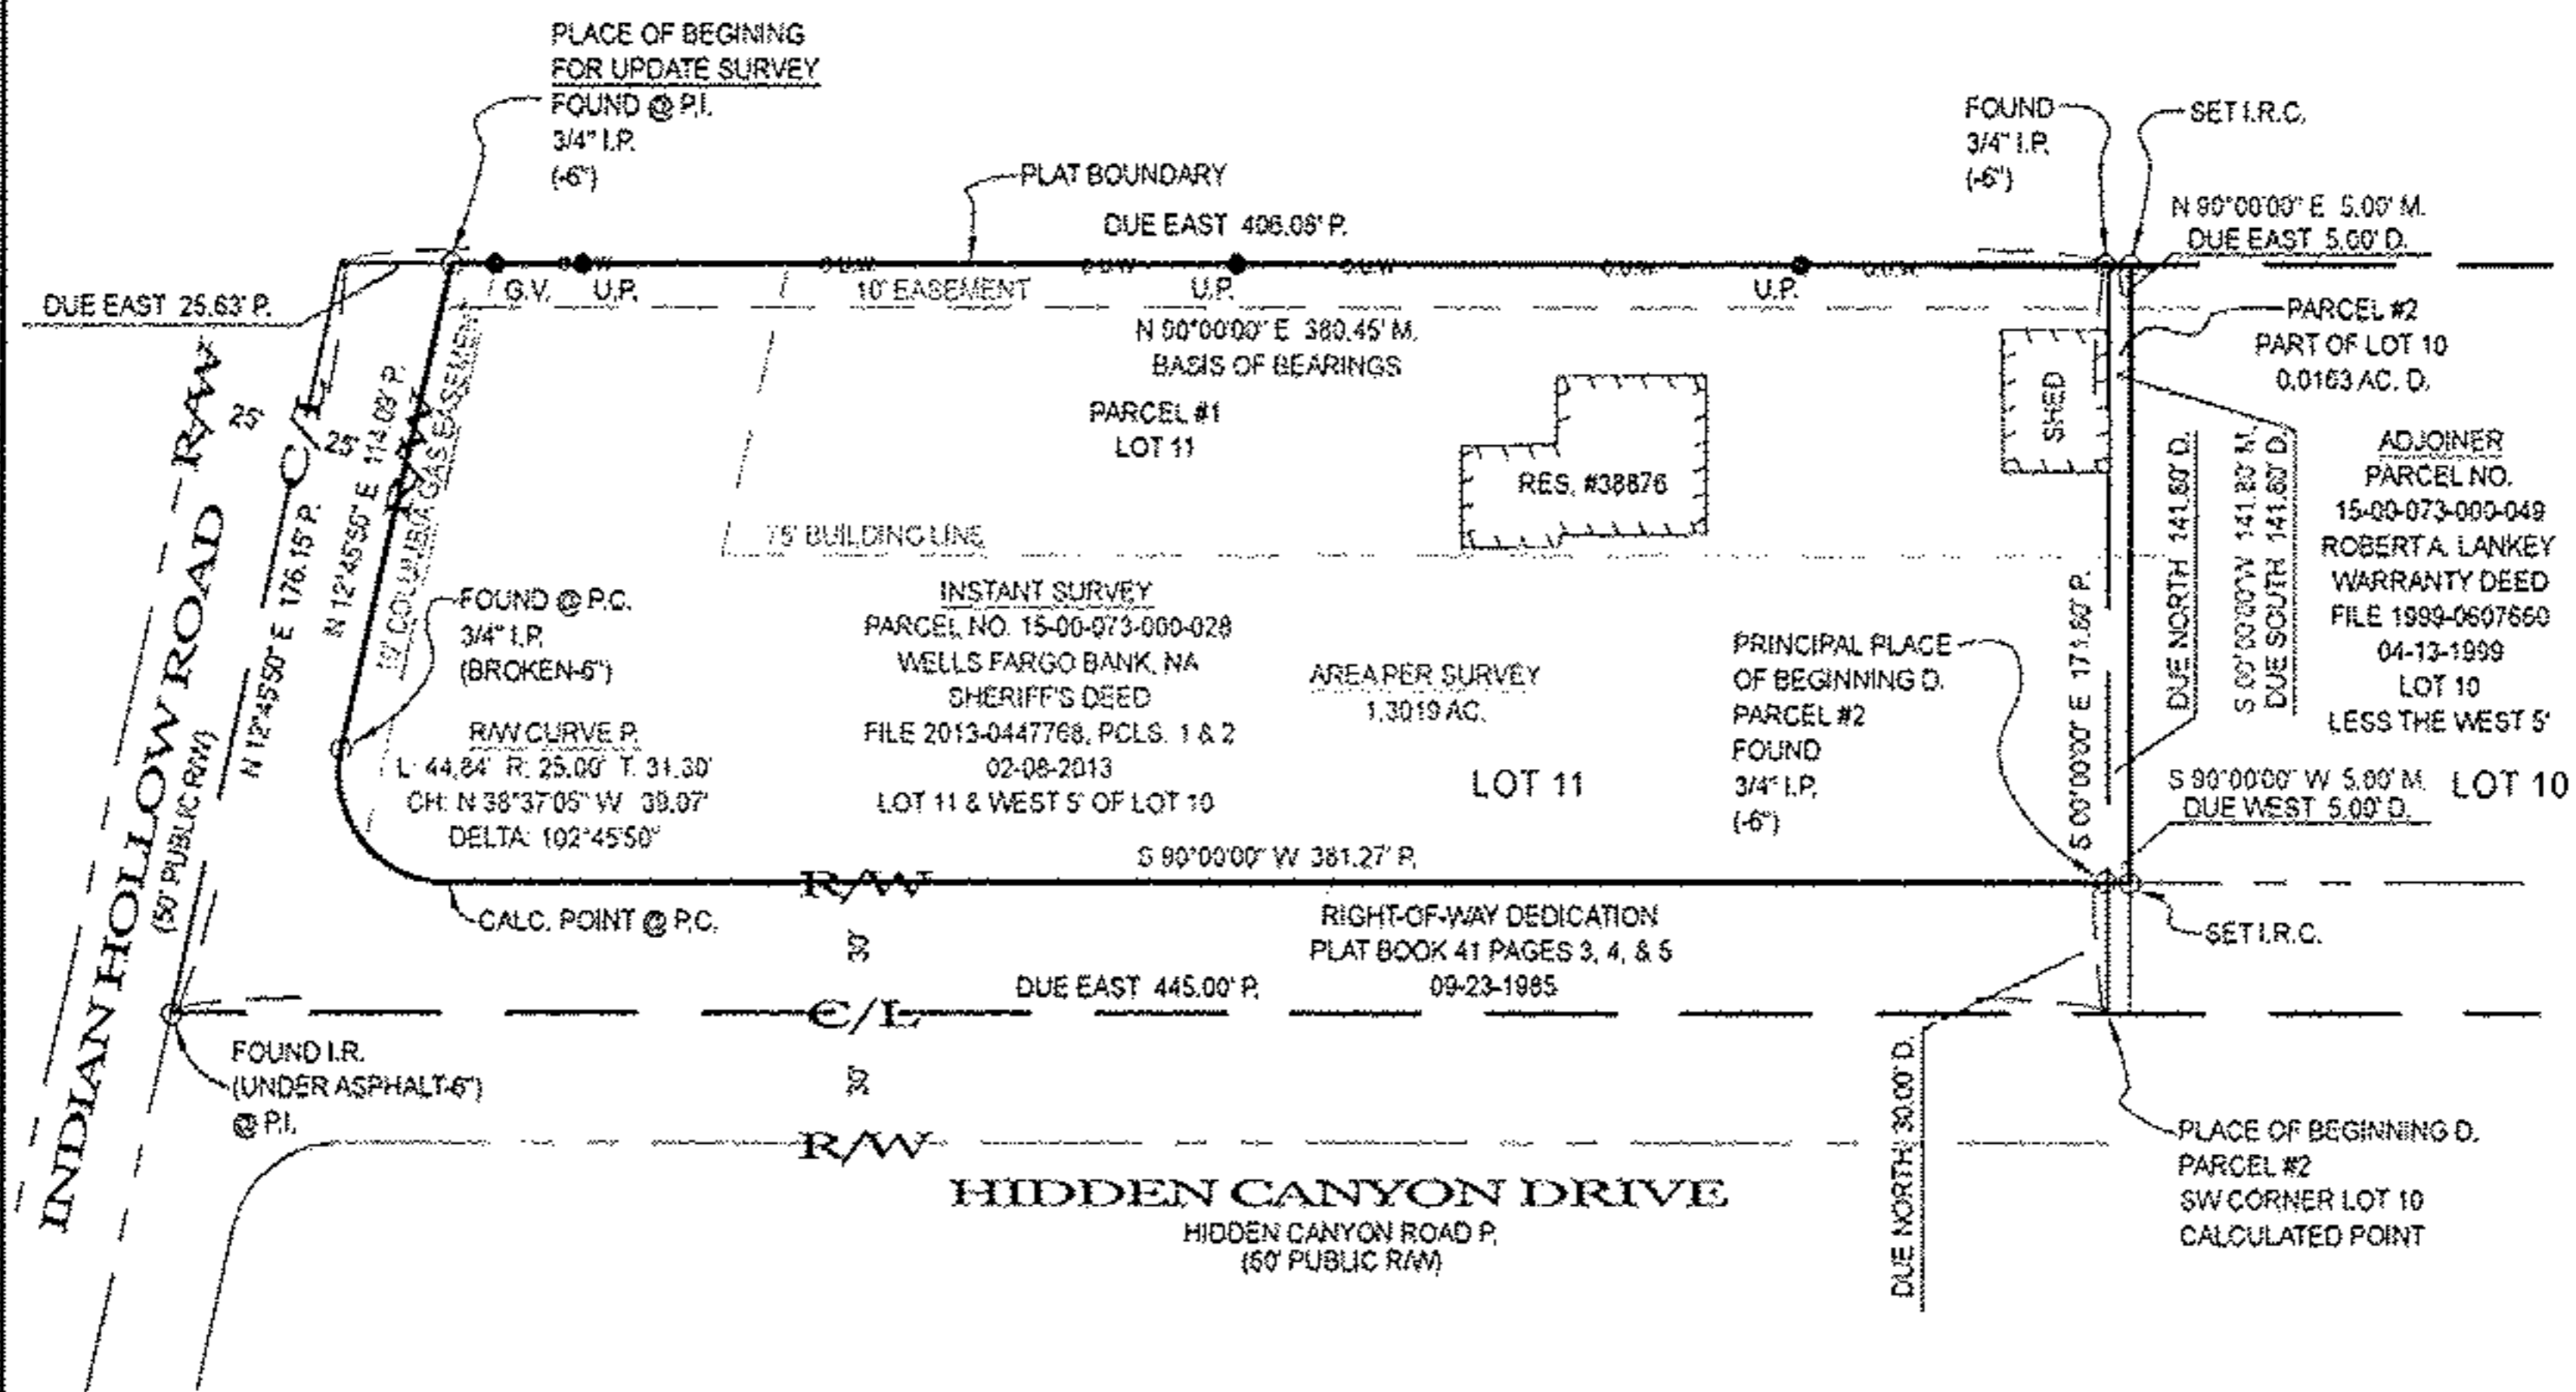 PLACE OF BEGINING
FOR UPDATE SURVEY
FOUND @ P.I.
3/4" I.P.
(-6")
FOUND
3/4" I.P.
(-6")
SET I.R.C.
PLAT BOUNDARY
DUE EAST 406.08' P.
N 90°00'00" E 5.00' M.
DUE EAST 5.00' D.
DUE EAST 25.63' P.
G.V.
U.P.
10' EASEMENT
U.P.
U.P.
N 90°00'00" E 380.45' M.
BASIS OF BEARINGS
PARCEL #1
LOT 11
RES. #38876
SHED
PARCEL #2
PART OF LOT 10
0.0163 AC. D.
R/W
25'
C/L
25'
N 12°45'50" E 114.09' P.
R/W
10' COLUMBIA GAS EASEMENT
N 12°45'50" E 176.15' P.
INDIAN HOLLOW ROAD
(50' PUBLIC R/W)
75' BUILDING LINE
ADJOINER
PARCEL NO.
15-00-073-000-049
ROBERT A. LANKEY
WARRANTY DEED
FILE 1999-0607660
04-13-1999
LOT 10
LESS THE WEST 5'
DUE NORTH 141.80' D.
S 00°00'00" W 141.80' M.
DUE SOUTH 141.80' D.
S 00°00'00" E 171.80' P.
FOUND @ P.C.
3/4" I.P.
(BROKEN-6")
INSTANT SURVEY
PARCEL NO. 15-00-073-000-028
WELLS FARGO BANK, NA
SHERIFF'S DEED
FILE 2013-0447768, PCLS. 1 & 2
02-08-2013
LOT 11 & WEST 5' OF LOT 10
AREA PER SURVEY
1.3019 AC.
PRINCIPAL PLACE
OF BEGINNING D.
PARCEL #2
FOUND
3/4" I.P.
(-6")
R/W CURVE P.
L: 44.84' R: 25.00' T: 31.30'
CH: N 38°37'05" W 39.07'
DELTA: 102°45'50"
LOT 11
S 90°00'00" W 5.00' M.
DUE WEST 5.00' D.
LOT 10
S 90°00'00" W 381.27' P.
R/W
CALC. POINT @ P.C.
30'
RIGHT-OF-WAY DEDICATION
PLAT BOOK 41 PAGES 3, 4, & 5
09-23-1985
SET I.R.C.
DUE EAST 445.00' P.
C/L
FOUND I.R.
(UNDER ASPHALT-6")
@ P.I.
30'
R/W
DUE NORTH 30.00' D.
PLACE OF BEGINNING D.
PARCEL #2
SW CORNER LOT 10
CALCULATED POINT
HIDDEN CANYON DRIVE
HIDDEN CANYON ROAD P.
(60' PUBLIC R/W)